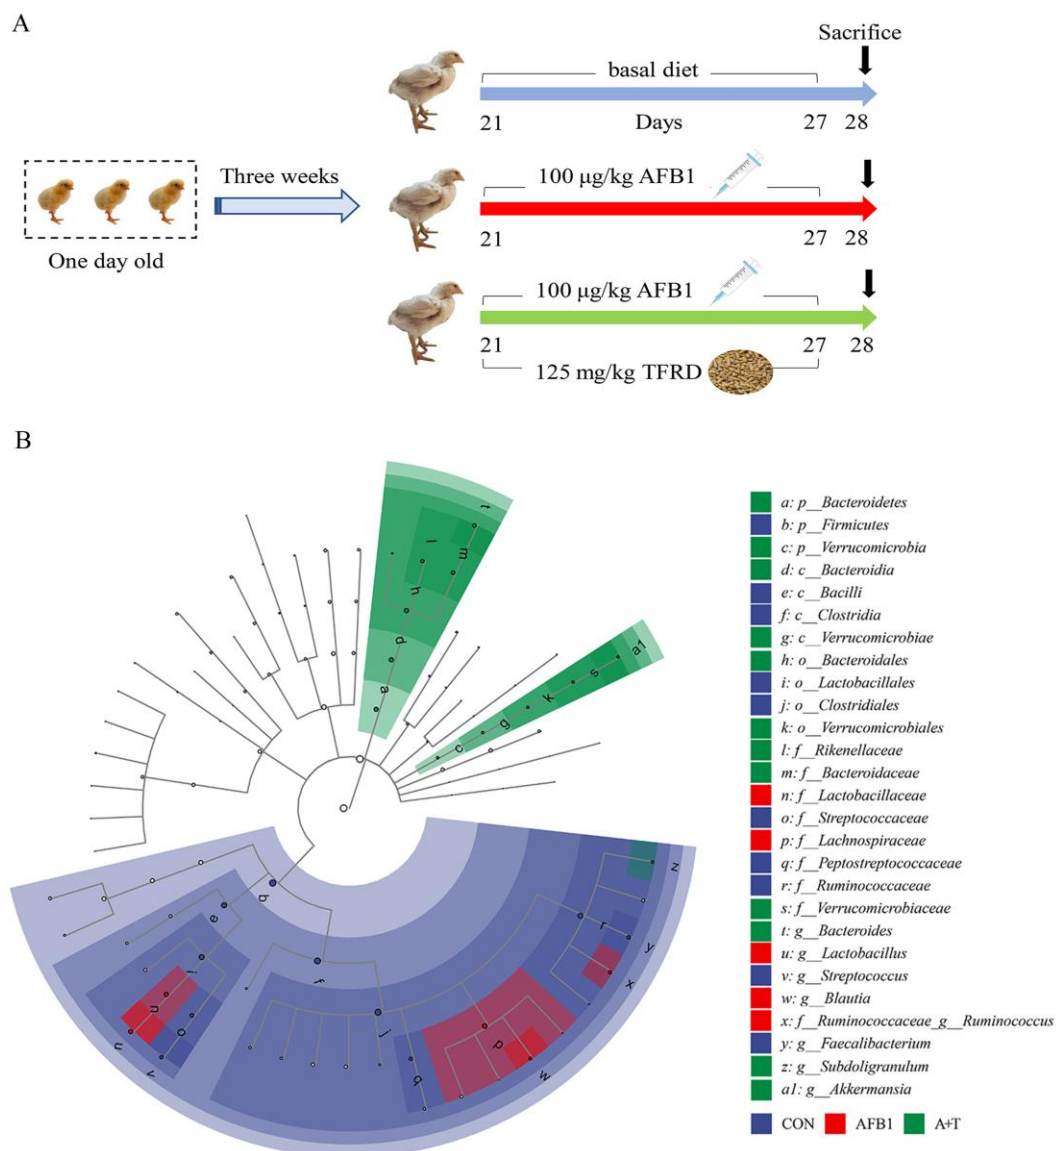 A
Sacrifice
basal diet
21 Days 27 28
Three weeks
100 μg/kg AFB1
21 27 28
One day old
100 μg/kg AFB1
21 27 28
125 mg/kg TFRD
B
a: p__Bacteroidetes
b: p__Firmicutes
c: p__Verrucomicrobia
d: c__Bacteroidia
e: c__Bacilli
f: c__Clostridia
g: c__Verrucomicrobiae
h: o__Bacteroidales
i: o__Lactobacillales
j: o__Clostridiales
k: o__Verrucomicrobiales
l: f__Rikenellaceae
m: f__Bacteroidaceae
n: f__Lactobacillaceae
o: f__Streptococcaceae
p: f__Lachnospiraceae
q: f__Peptostreptococcaceae
r: f__Ruminococcaceae
s: f__Verrucomicrobiaceae
t: g__Bacteroides
u: g__Lactobacillus
v: g__Streptococcus
w: g__Blautia
x: f__Ruminococcaceae_g__Ruminococcus
y: g__Faecalibacterium
z: g__Subdoligranulum
a1: g__Akkermansia
CON AFB1 A+T
t
l
m
h
d
a
a1
s
k
g
c
z
b
e
r
y
f
x
i
n
o
j
u
v
q
p
w